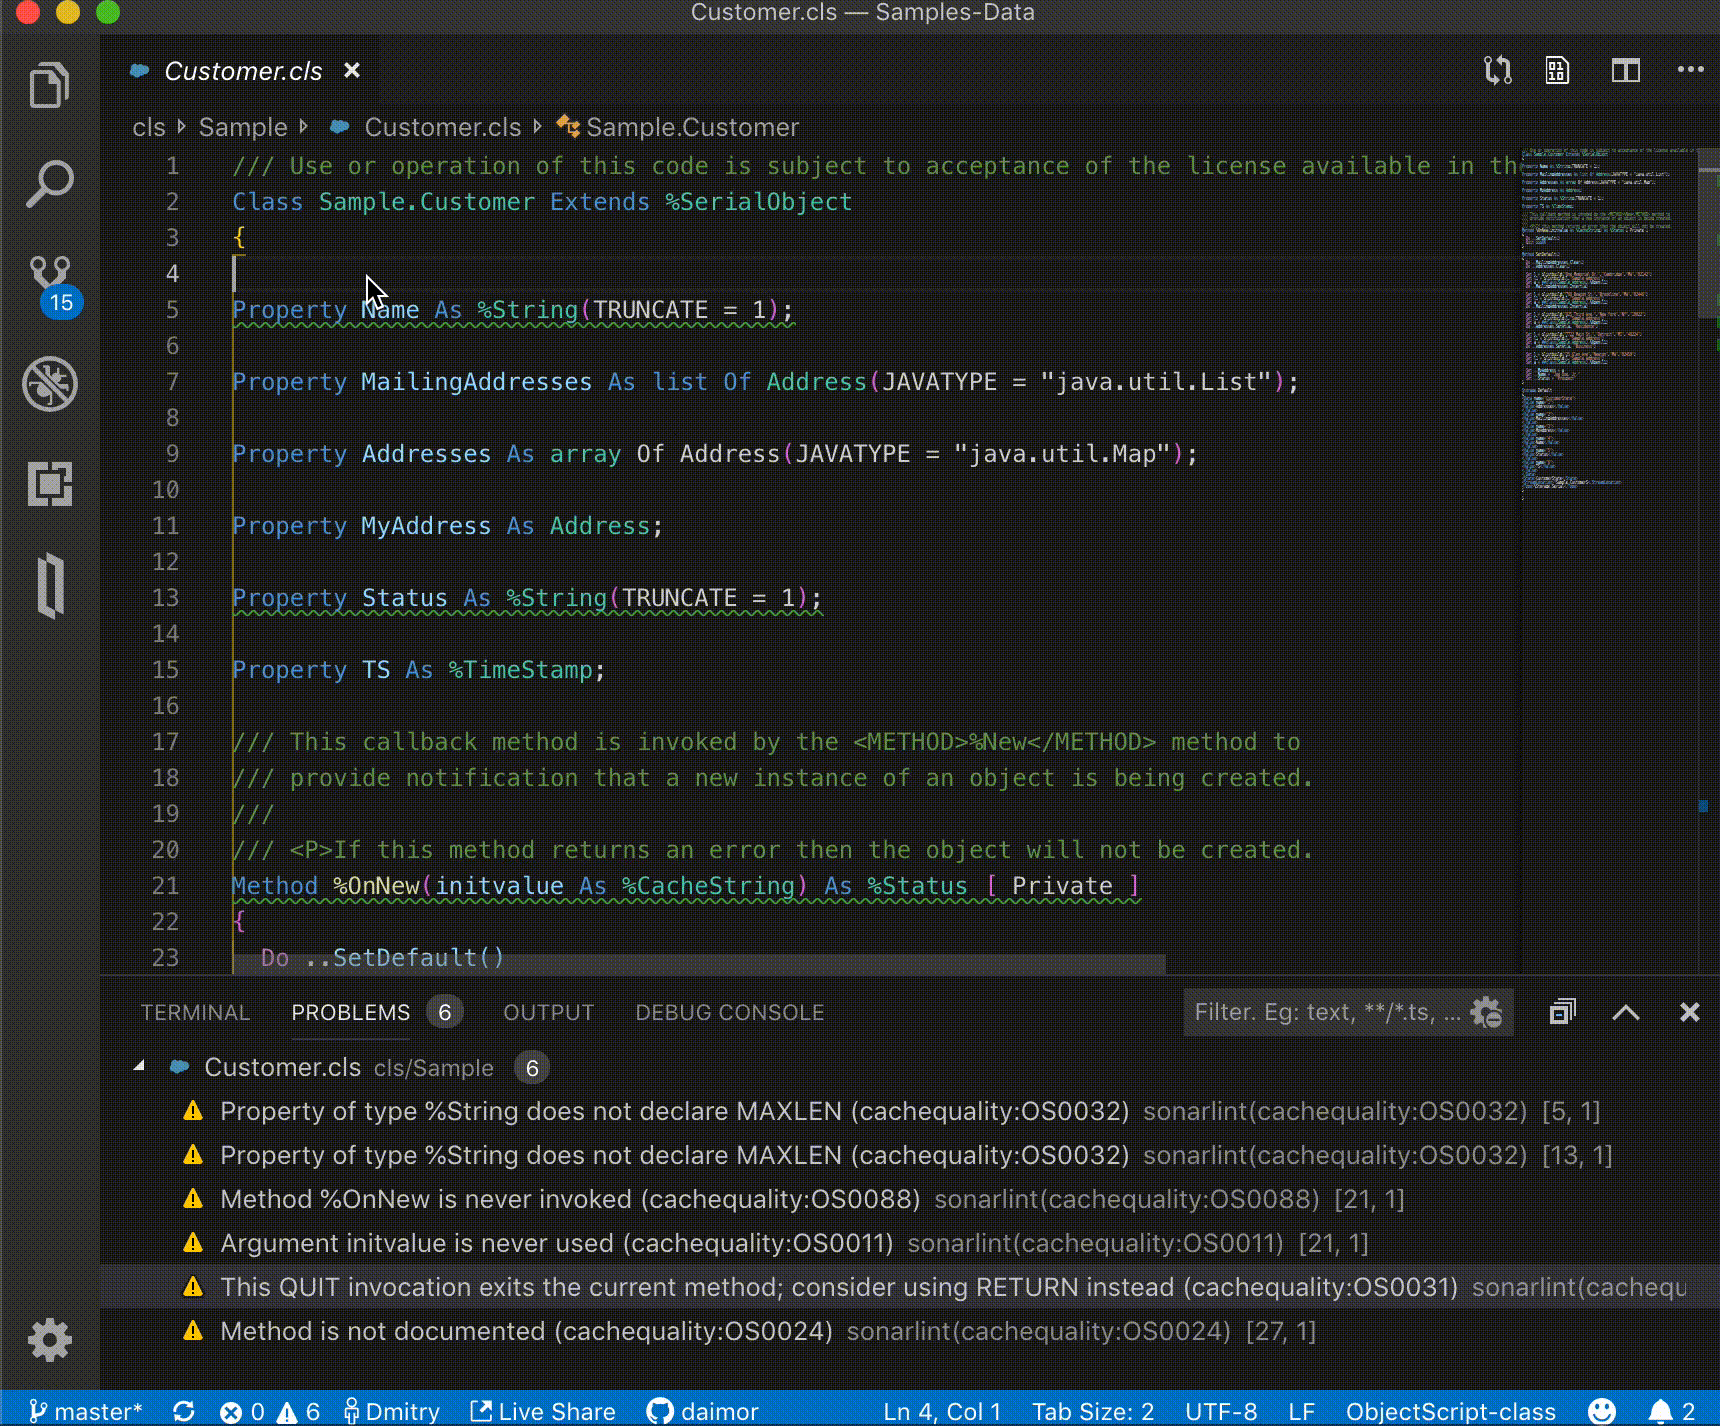 Customer.cls — Samples-Data
Customer.cls
cls Sample Customer.cls Sample.Customer
1 /// Use or operation of this code is subject to acceptance of the license available in th
2 Class Sample.Customer Extends %SerialObject
3 {
4
5 Property Name As %String(TRUNCATE = 1);
6
7 Property MailingAddresses As list Of Address(JAVATYPE = "java.util.List");
8
9 Property Addresses As array Of Address(JAVATYPE = "java.util.Map");
10
11 Property MyAddress As Address;
12
13 Property Status As %String(TRUNCATE = 1);
14
15 Property TS As %TimeStamp;
16
17 /// This callback method is invoked by the <METHOD>%New</METHOD> method to
18 /// provide notification that a new instance of an object is being created.
19 ///
20 /// <P>If this method returns an error then the object will not be created.
21 Method %OnNew(initvalue As %CacheString) As %Status [ Private ]
22 {
23 Do ..SetDefault()
15
TERMINAL PROBLEMS 6 OUTPUT DEBUG CONSOLE Filter. Eg: text, **/*.ts, ...
Customer.cls cls/Sample 6
Property of type %String does not declare MAXLEN (cachequality:OS0032) sonarlint(cachequality:OS0032) [5, 1]
Property of type %String does not declare MAXLEN (cachequality:OS0032) sonarlint(cachequality:OS0032) [13, 1]
Method %OnNew is never invoked (cachequality:OS0088) sonarlint(cachequality:OS0088) [21, 1]
Argument initvalue is never used (cachequality:OS0011) sonarlint(cachequality:OS0011) [21, 1]
This QUIT invocation exits the current method; consider using RETURN instead (cachequality:OS0031) sonarlint(cachequ
Method is not documented (cachequality:OS0024) sonarlint(cachequality:OS0024) [27, 1]
master* 0 6 Dmitry Live Share daimor Ln 4, Col 1 Tab Size: 2 UTF-8 LF ObjectScript-class 2